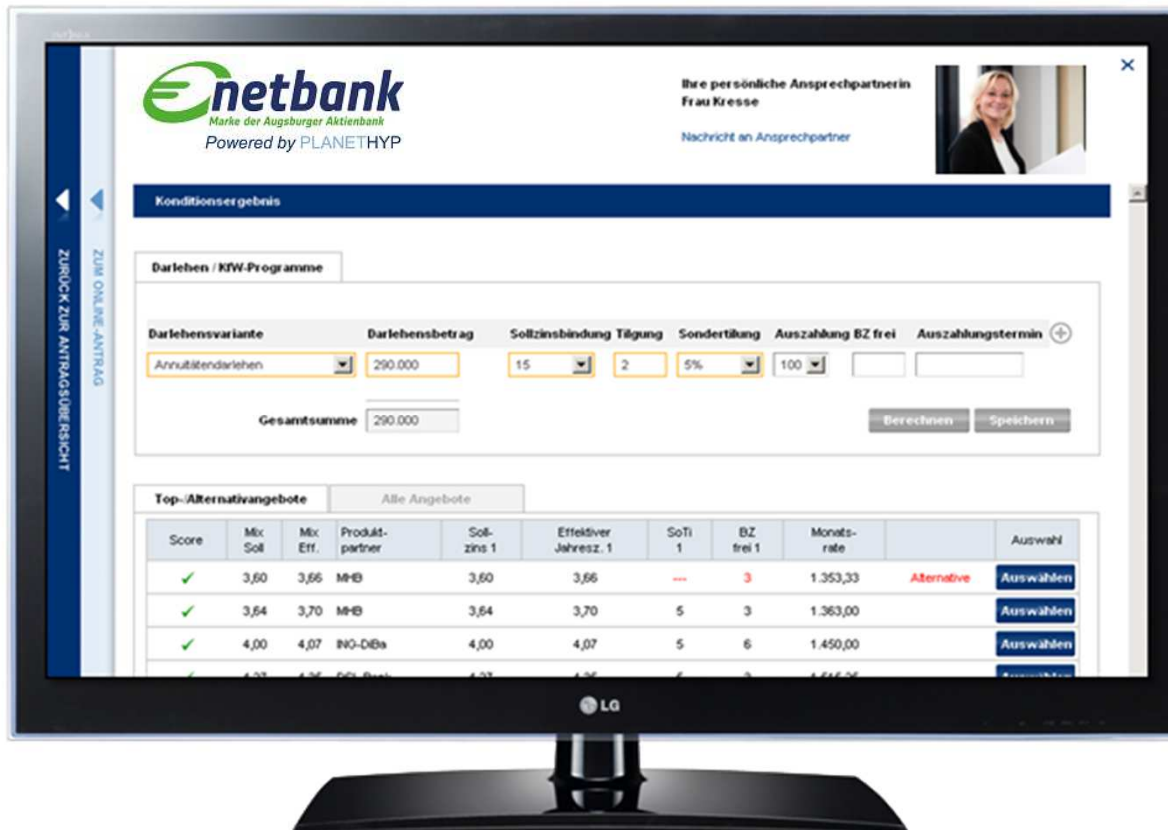 netbank
Marke der Augsburger Aktienbank
Powered by PLANETHYP
Ihre persönliche Ansprechpartnerin
Frau Kresse
Nachricht an Ansprechpartner
×
ZURÜCK ZUR ANTRAGSÜBERSICHT
ZUM ONLINE-ANTRAG
Konditionsergebnis
Darlehen / KfW-Programme
Darlehensvariante Darlehensbetrag Sollzinsbindung Tilgung Sondertilung Auszahlung BZ frei Auszahlungstermin
Annuitätendarlehen 290.000 15 2 5% 100
Gesamtsumme 290.000 Berechnen Speichern
Top-/Alternativangebote Alle Angebote
Score Mix Soll Mix Eff. Produkt-partner Soll-zins 1 Effektiver Jahresz. 1 SoTi 1 BZ frei 1 Monats-rate Auswahl
✓ 3,60 3,66 MHB 3,60 3,66 --- 3 1.353,33 Alternative Auswählen
✓ 3,64 3,70 MHB 3,64 3,70 5 3 1.363,00 Auswählen
✓ 4,00 4,07 ING-DiBa 4,00 4,07 5 6 1.450,00 Auswählen
LG